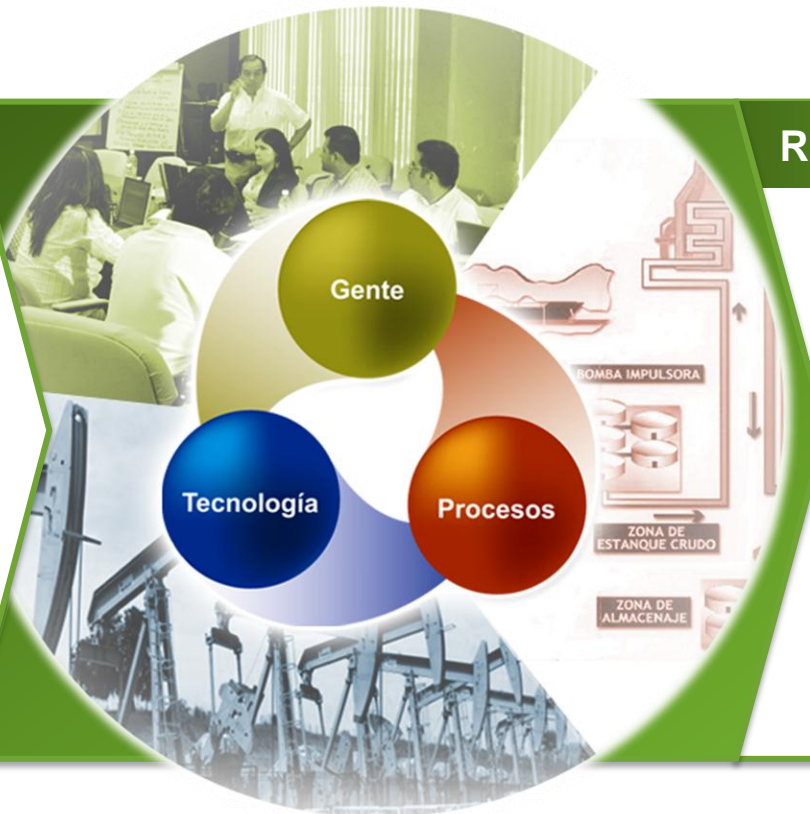 R
Gente
BOMBA IMPULSORA
Tecnología
Procesos
ZONA DE
ESTANQUE CRUDO
ZONA DE
ALMACENAJE